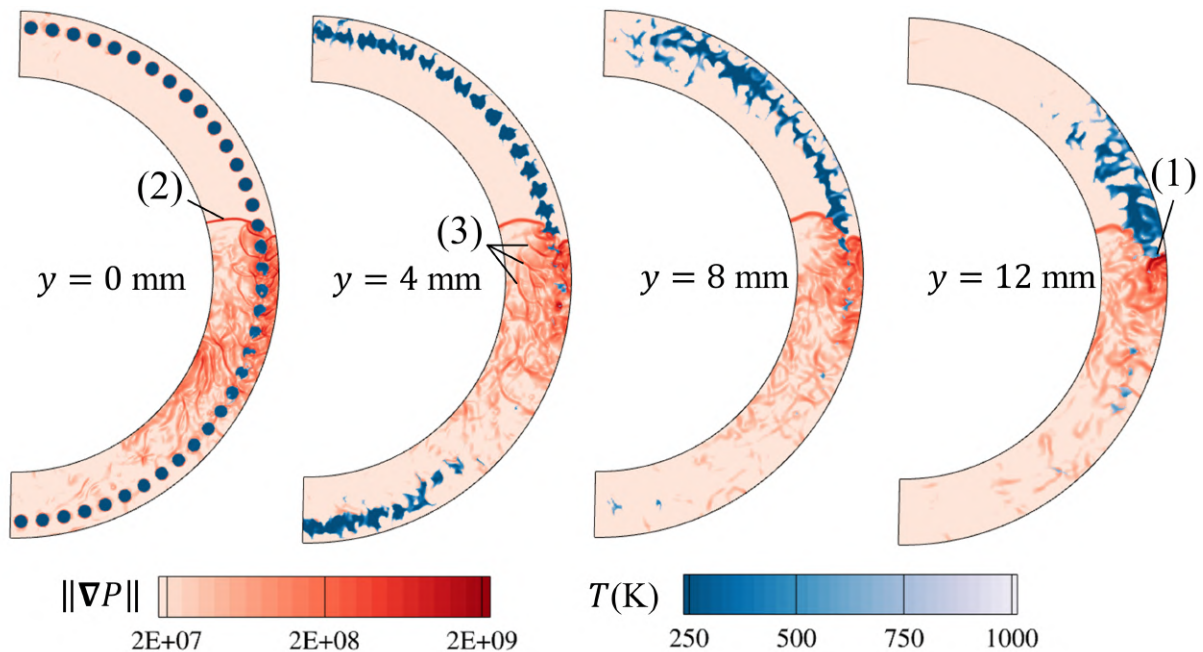 (2)
(3)
(1)
y = 0 mm
y = 4 mm
y = 8 mm
y = 12 mm
‖∇P‖
2E+07 2E+08 2E+09
T(K)
250 500 750 1000